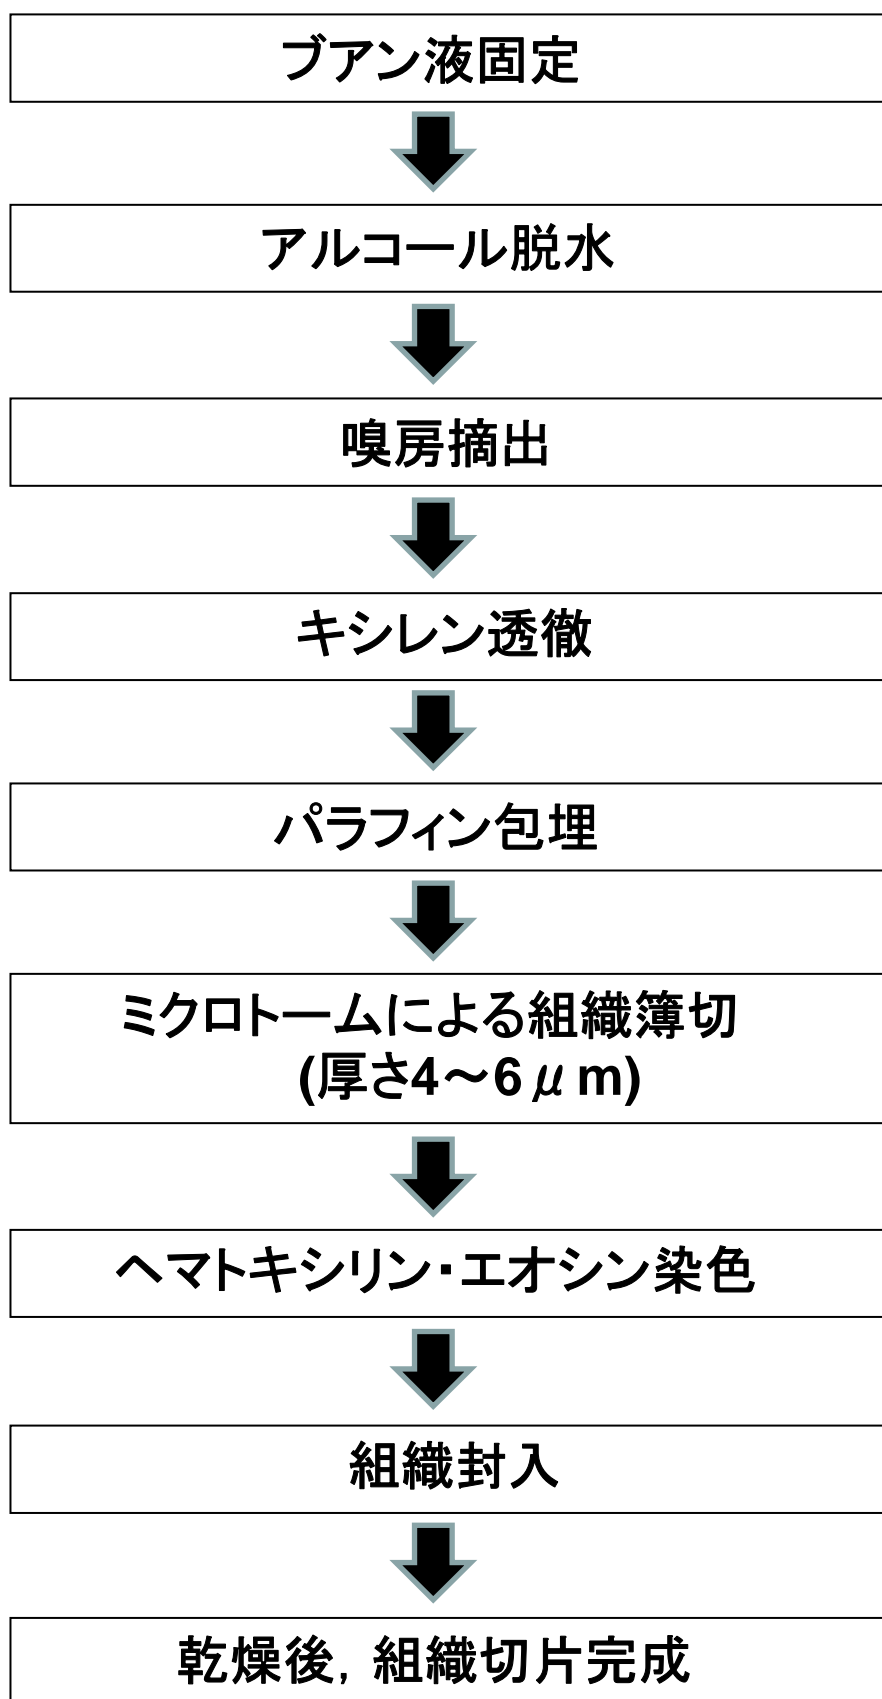 ブアン液固定
アルコール脱水
嗅房摘出
キシレン透徹
パラフィン包埋
ミクロトームによる組織簿切
(厚さ4～6μm)
ヘマトキシリン・エオシン染色
組織封入
乾燥後，組織切片完成